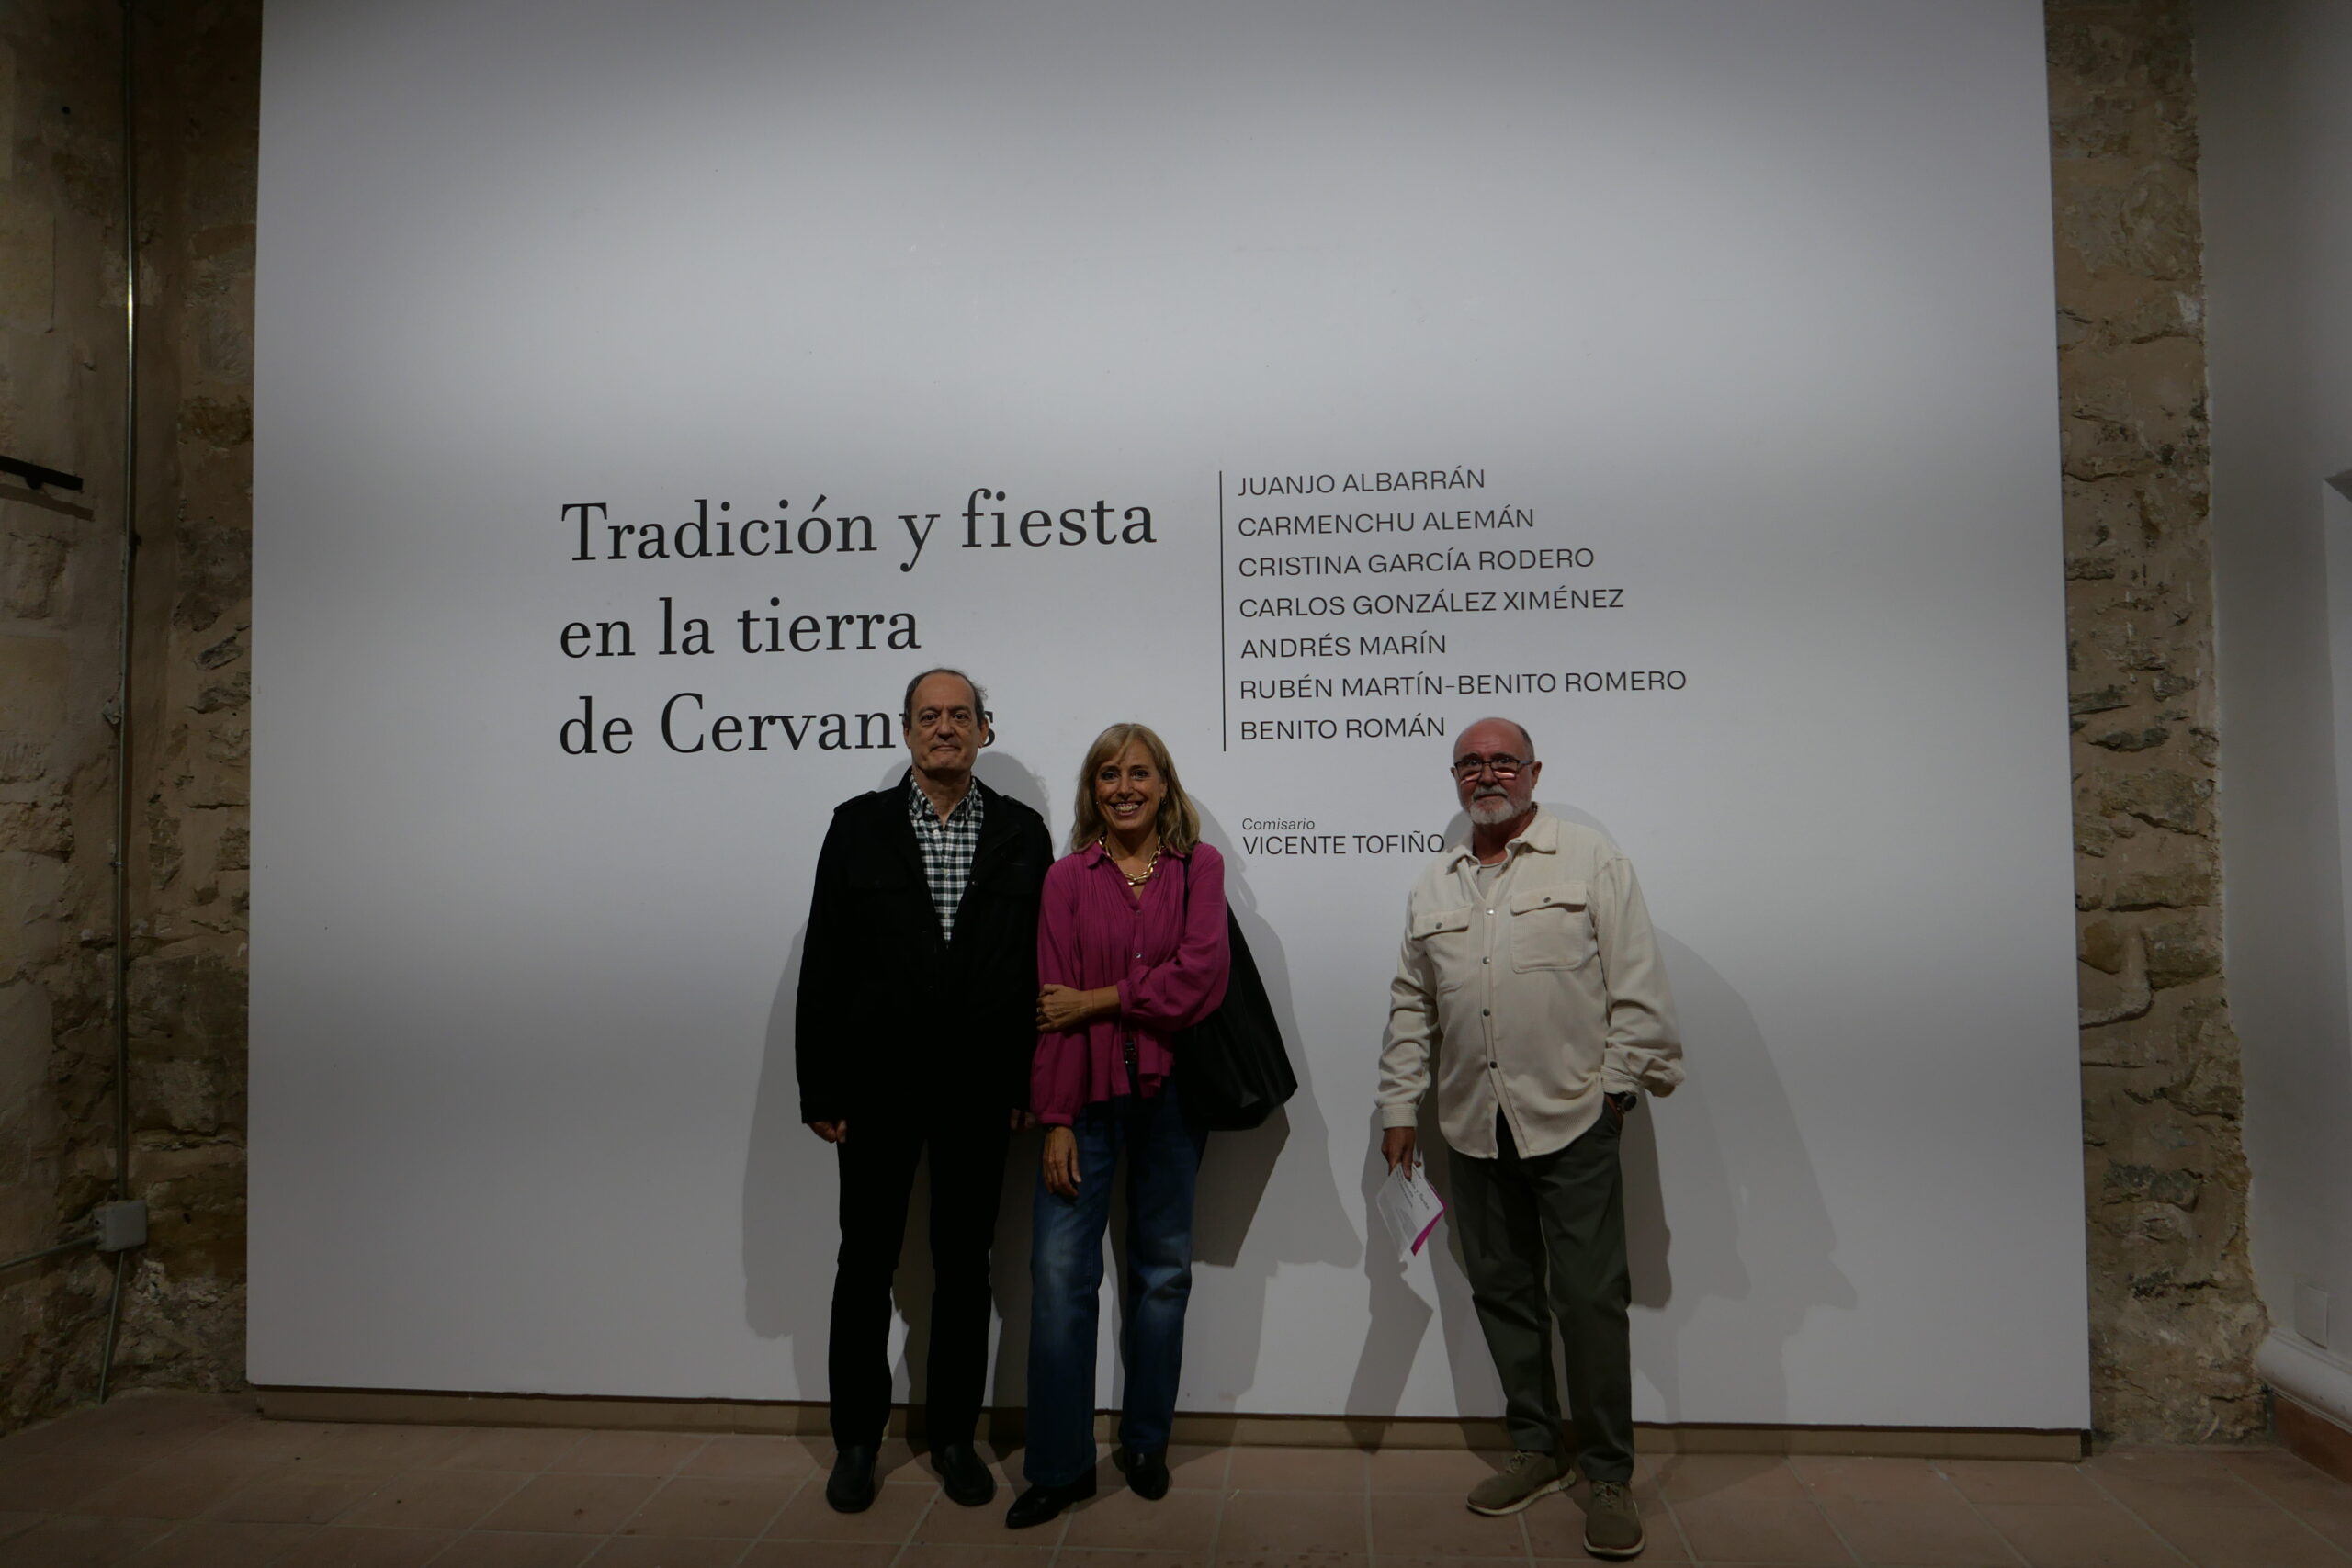 Tradición y fiesta
en la tierra
de Cervan s
JUANJO ALBARRÁN
CARMENCHU ALEMÁN
CRISTINA GARCÍA RODERO
CARLOS GONZÁLEZ XIMÉNEZ
ANDRÉS MARÍN
RUBÉN MARTÍN-BENITO ROMERO
BENITO ROMÁN
Comisario
VICENTE TOFIÑO